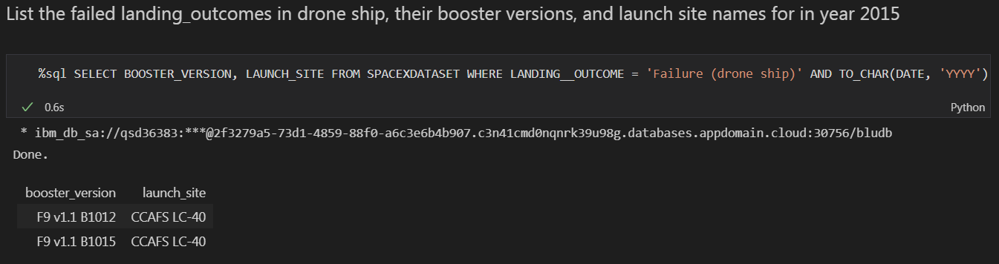 List the failed landing_outcomes in drone ship, their booster versions, and launch site names for in year 2015
%sql SELECT BOOSTER_VERSION, LAUNCH_SITE FROM SPACEXDATASET WHERE LANDING__OUTCOME = 'Failure (drone ship)' AND TO_CHAR(DATE, 'YYYY')
0.6s Python
* ibm_db_sa://qsd36383:***@2f3279a5-73d1-4859-88f0-a6c3e6b4b907.c3n41cmd0nqnrk39u98g.databases.appdomain.cloud:30756/bludb
Done.
booster_version launch_site
F9 v1.1 B1012 CCAFS LC-40
F9 v1.1 B1015 CCAFS LC-40